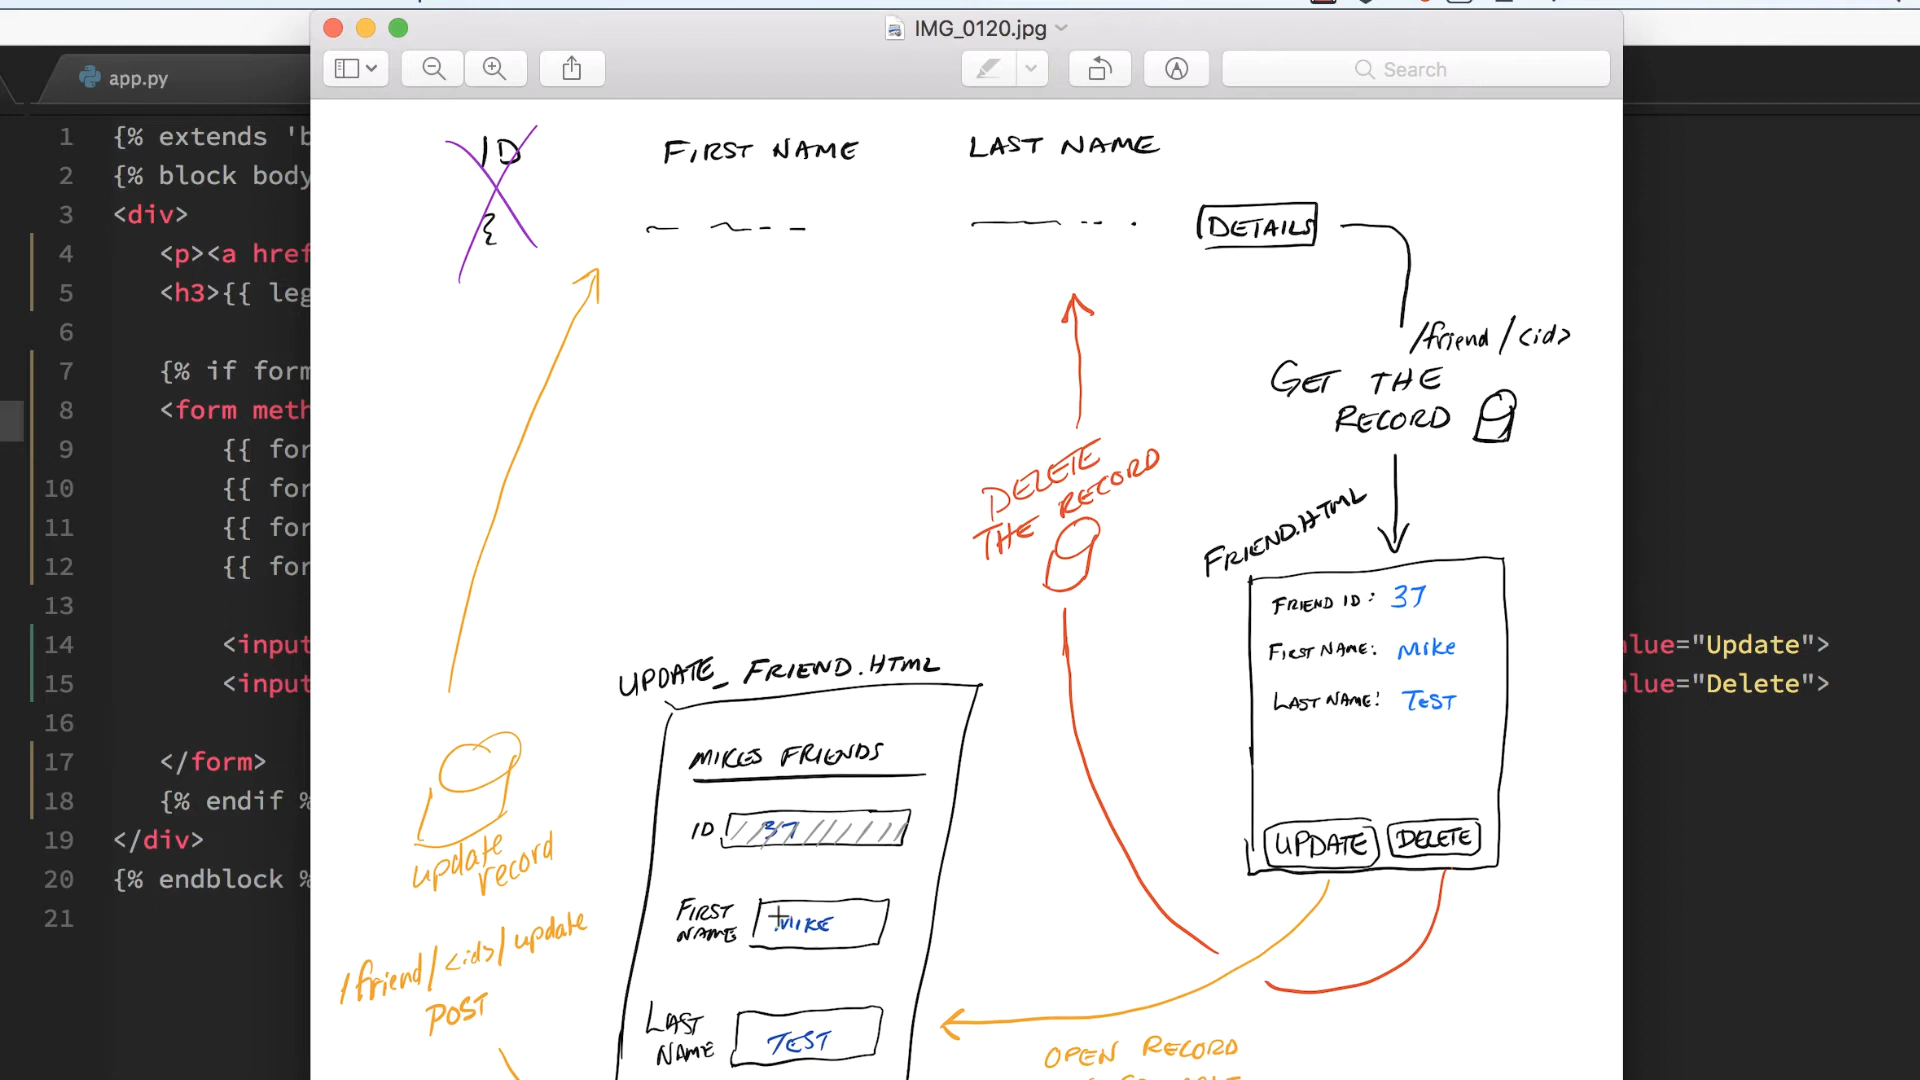 IMG_0120.jpg
Search
app.py
1 {% extends 'b
2 {% block body
3 <div>
4 <p><a href
5 <h3>{{ leg
6
7 {% if form
8 <form meth
9 {{ for
10 {{ for
11 {{ for
12 {{ for
13
14 <input lue="Update">
15 <input lue="Delete">
16
17 </form>
18 {% endif %
19 </div>
20 {% endblock %
21
ID FIRST NAME LAST NAME
DETAILS
/friend/<id>
GET THE
RECORD
DELETE
THE RECORD
FRIEND.HTML
FRIEND ID: 37
FIRST NAME: MIKE
LAST NAME: TEST
UPDATE DELETE
UPDATE_FRIEND.HTML
MIKES FRIENDS
ID 37
FIRST
NAME MIKE
LAST
NAME TEST
update
record
/friend/<id>/update
POST
OPEN RECORD